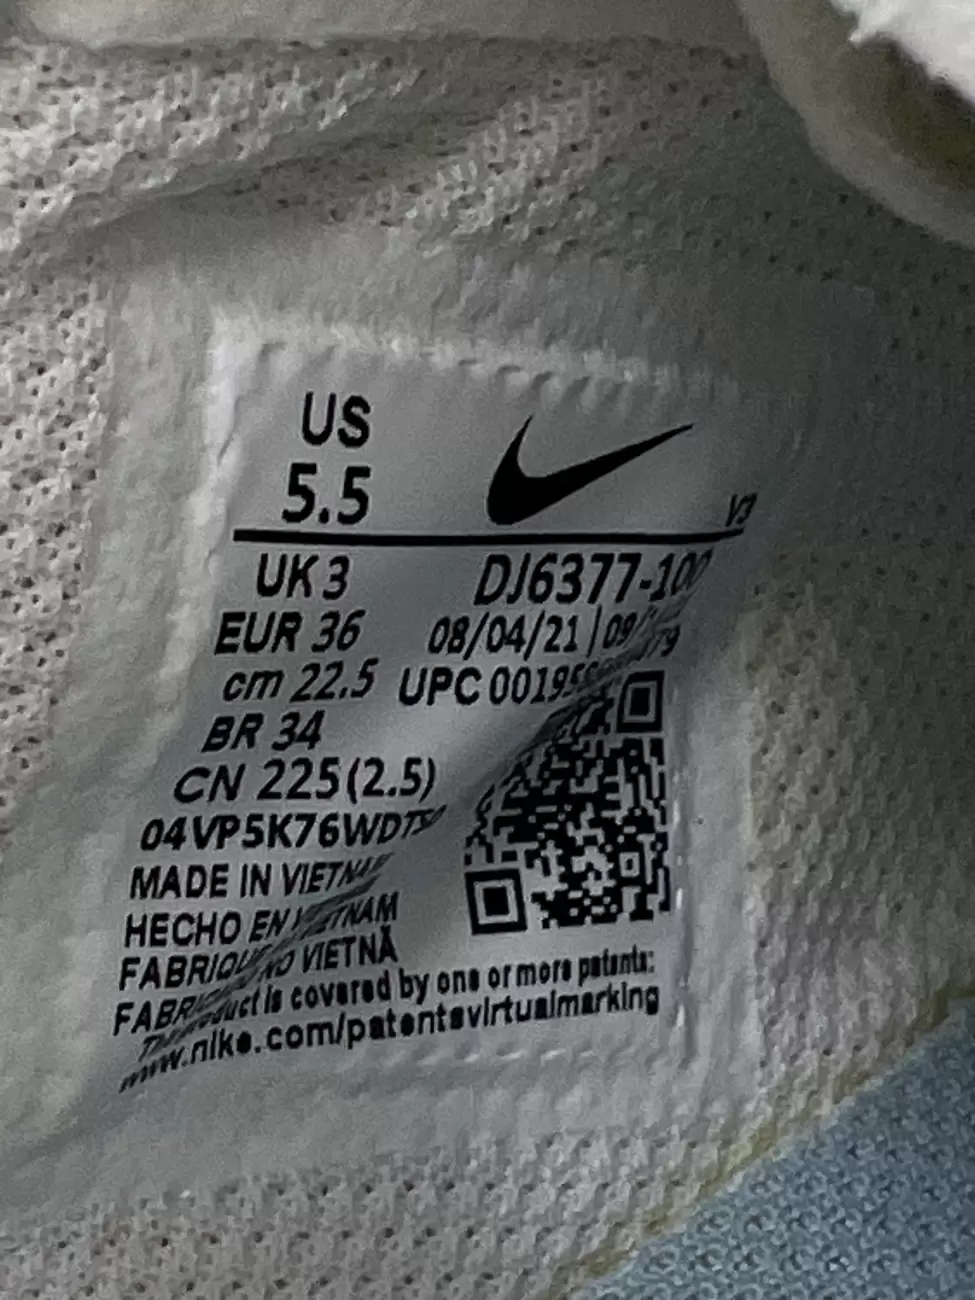 US
5.5
V3
UK 3
DJ6377-100
EUR 36
08/04/21
cm 22.5
UPC
BR 34
CN 225(2.5)
MADE IN VIETNAM
HECHO EN VIETNAM
VIETNÃ
product is covered by one or more patents:
www.nike.com/patentsvirtualmarking